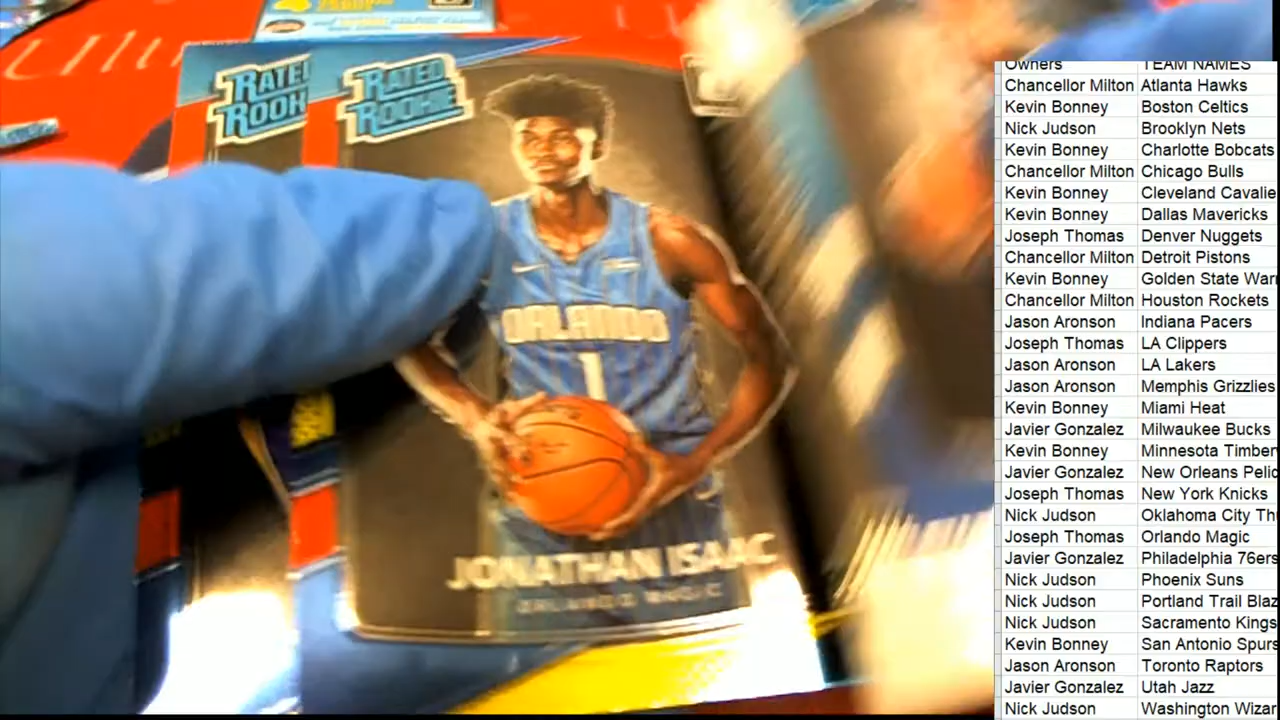 RATED
ROOKIE
ORLANDO
1
JONATHAN ISAAC
ORLANDO MAGIC
Owners TEAM NAMES
Chancellor Milton Atlanta Hawks
Kevin Bonney Boston Celtics
Nick Judson Brooklyn Nets
Kevin Bonney Charlotte Bobcats
Chancellor Milton Chicago Bulls
Kevin Bonney Cleveland Cavalie
Kevin Bonney Dallas Mavericks
Joseph Thomas Denver Nuggets
Chancellor Milton Detroit Pistons
Kevin Bonney Golden State War
Chancellor Milton Houston Rockets
Jason Aronson Indiana Pacers
Joseph Thomas LA Clippers
Jason Aronson LA Lakers
Jason Aronson Memphis Grizzlies
Kevin Bonney Miami Heat
Javier Gonzalez Milwaukee Bucks
Kevin Bonney Minnesota Timber
Javier Gonzalez New Orleans Pelic
Joseph Thomas New York Knicks
Nick Judson Oklahoma City Th
Joseph Thomas Orlando Magic
Javier Gonzalez Philadelphia 76ers
Nick Judson Phoenix Suns
Nick Judson Portland Trail Blaz
Nick Judson Sacramento Kings
Kevin Bonney San Antonio Spurs
Jason Aronson Toronto Raptors
Javier Gonzalez Utah Jazz
Nick Judson Washington Wizar